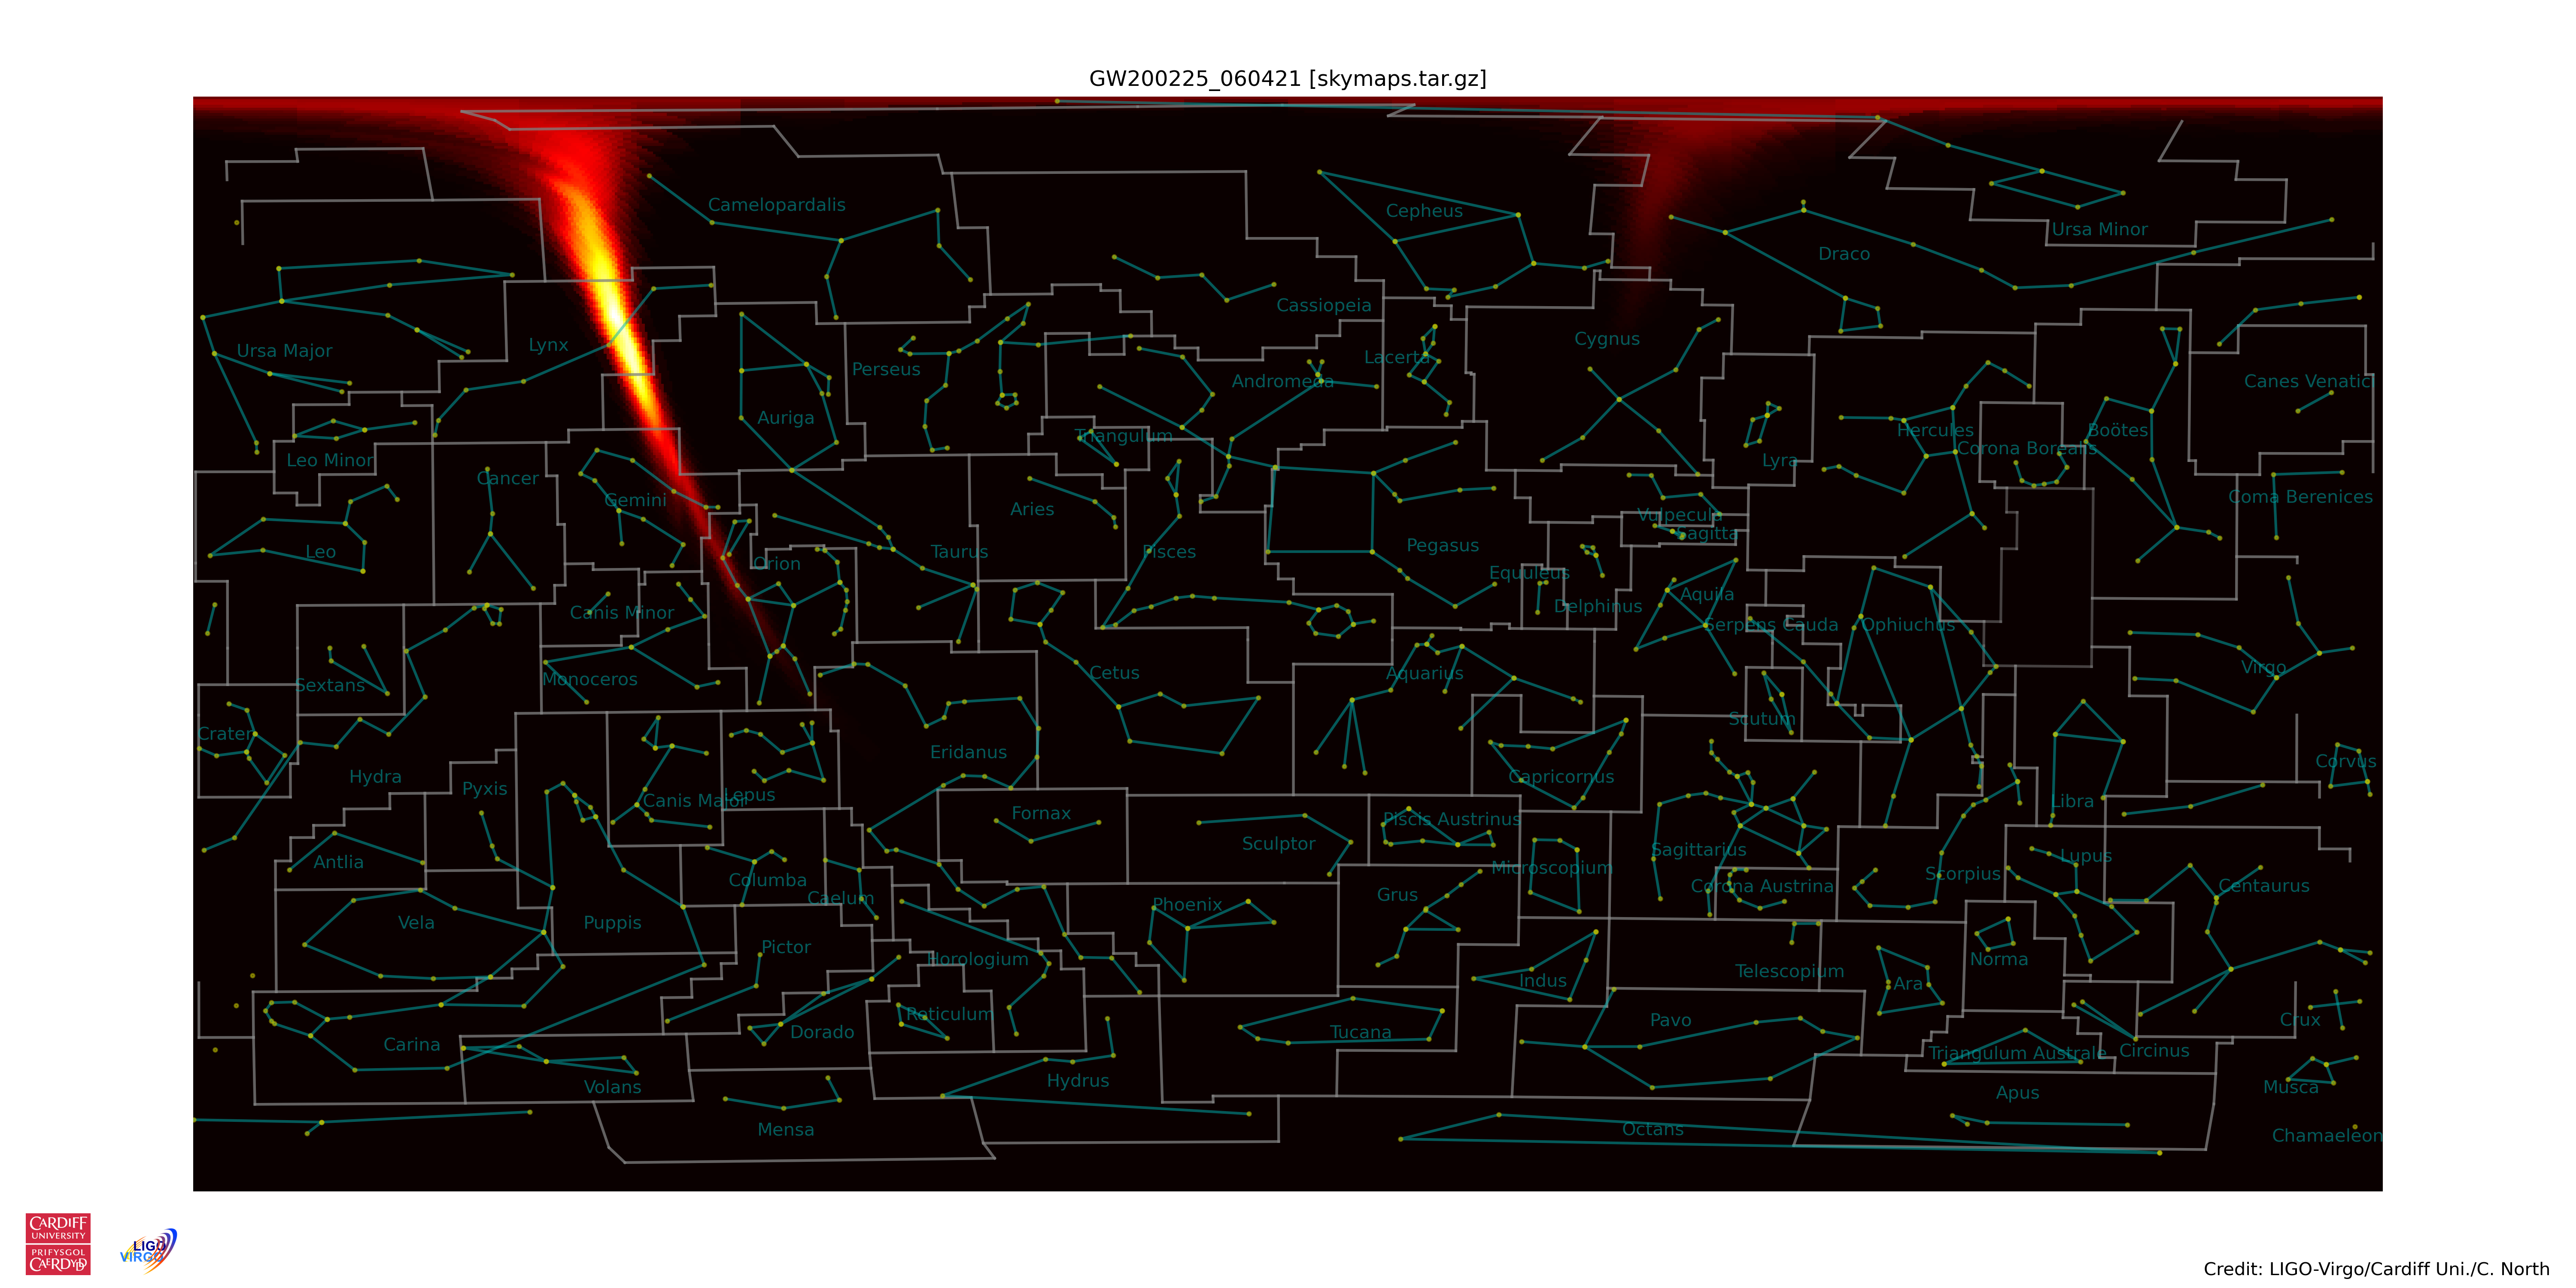 GW200225_060421 [skymaps.tar.gz]
Camelopardalis
Cepheus
Ursa Minor
Draco
Cassiopeia
Cygnus
Lynx
Ursa Major
Lacerta
Perseus
Andromeda
Canes Venatici
Auriga
Triangulum
Hercules
Boötes
Corona Borealis
Leo Minor
Lyra
Cancer
Gemini
Coma Berenices
Aries
Vulpecula
Sagitta
Leo
Taurus
Pisces
Pegasus
Orion
Equuleus
Aquila
Canis Minor
Delphinus
Serpens Cauda
Ophiuchus
Virgo
Cetus
Aquarius
Monoceros
Sextans
Scutum
Crater
Eridanus
Corvus
Hydra
Capricornus
Pyxis
Lepus
Canis Major
Libra
Fornax
Piscis Austrinus
Sculptor
Sagittarius
Lupus
Antlia
Microscopium
Scorpius
Columba
Corona Austrina
Centaurus
Grus
Caelum
Phoenix
Vela
Puppis
Pictor
Horologium
Norma
Telescopium
Indus
Ara
Reticulum
Pavo
Crux
Dorado
Tucana
Carina
Circinus
Triangulum Australe
Hydrus
Volans
Musca
Apus
Mensa
Octans
Chamaeleon
CARDIFF
UNIVERSITY
PRIFYSGOL
CAERDYDD
LIGO
VIRGO
Credit: LIGO-Virgo/Cardiff Uni./C. North